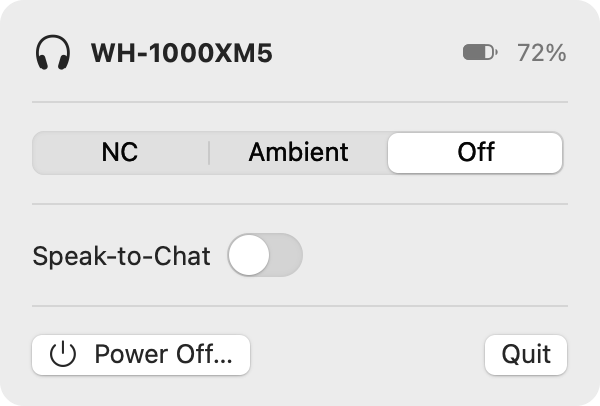 WH-1000XM5 72%
NC Ambient Off
Speak-to-Chat
Power Off... Quit